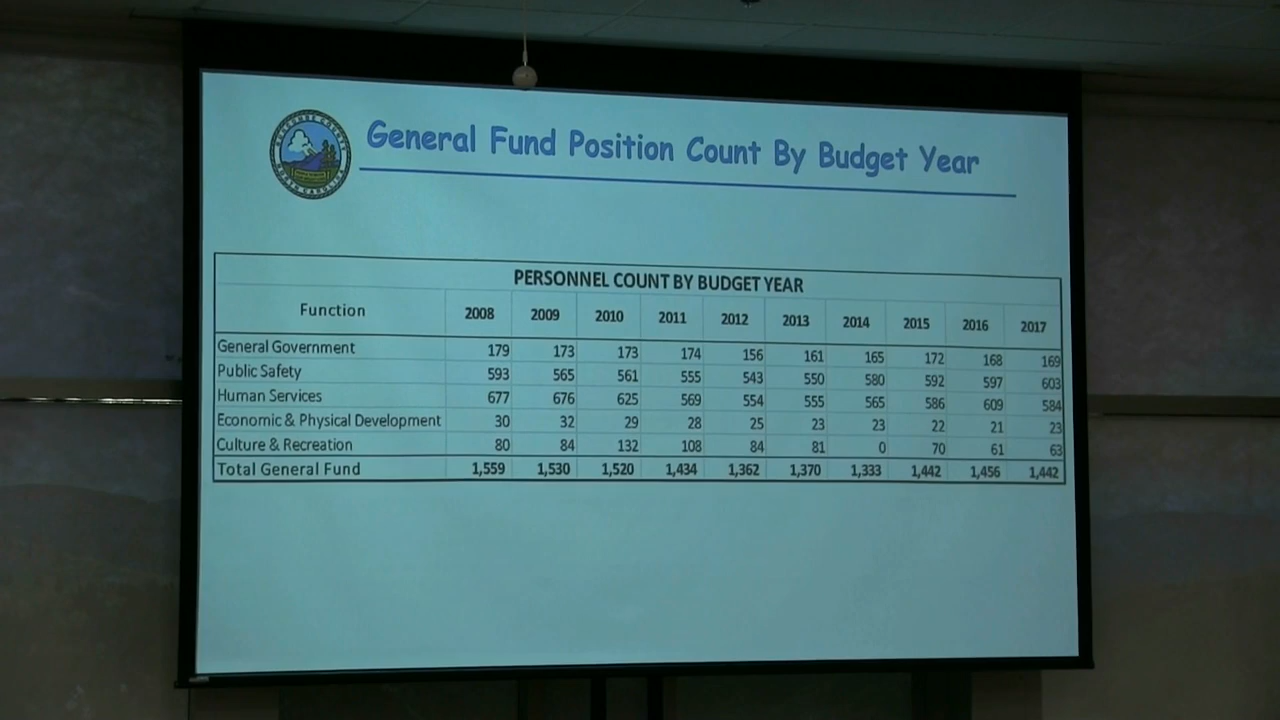 General Fund Position Count By Budget Year
PERSONNEL COUNT BY BUDGET YEAR
Function 2008 2009 2010 2011 2012 2013 2014 2015 2016 2017
General Government 179 173 173 174 156 161 165 172 168 169
Public Safety 593 565 561 555 543 550 580 592 597 603
Human Services 677 676 625 569 554 555 565 586 609 584
Economic & Physical Development 30 32 29 28 25 23 23 22 21 23
Culture & Recreation 80 84 132 108 84 81 0 70 61 63
Total General Fund 1,559 1,530 1,520 1,434 1,362 1,370 1,333 1,442 1,456 1,442